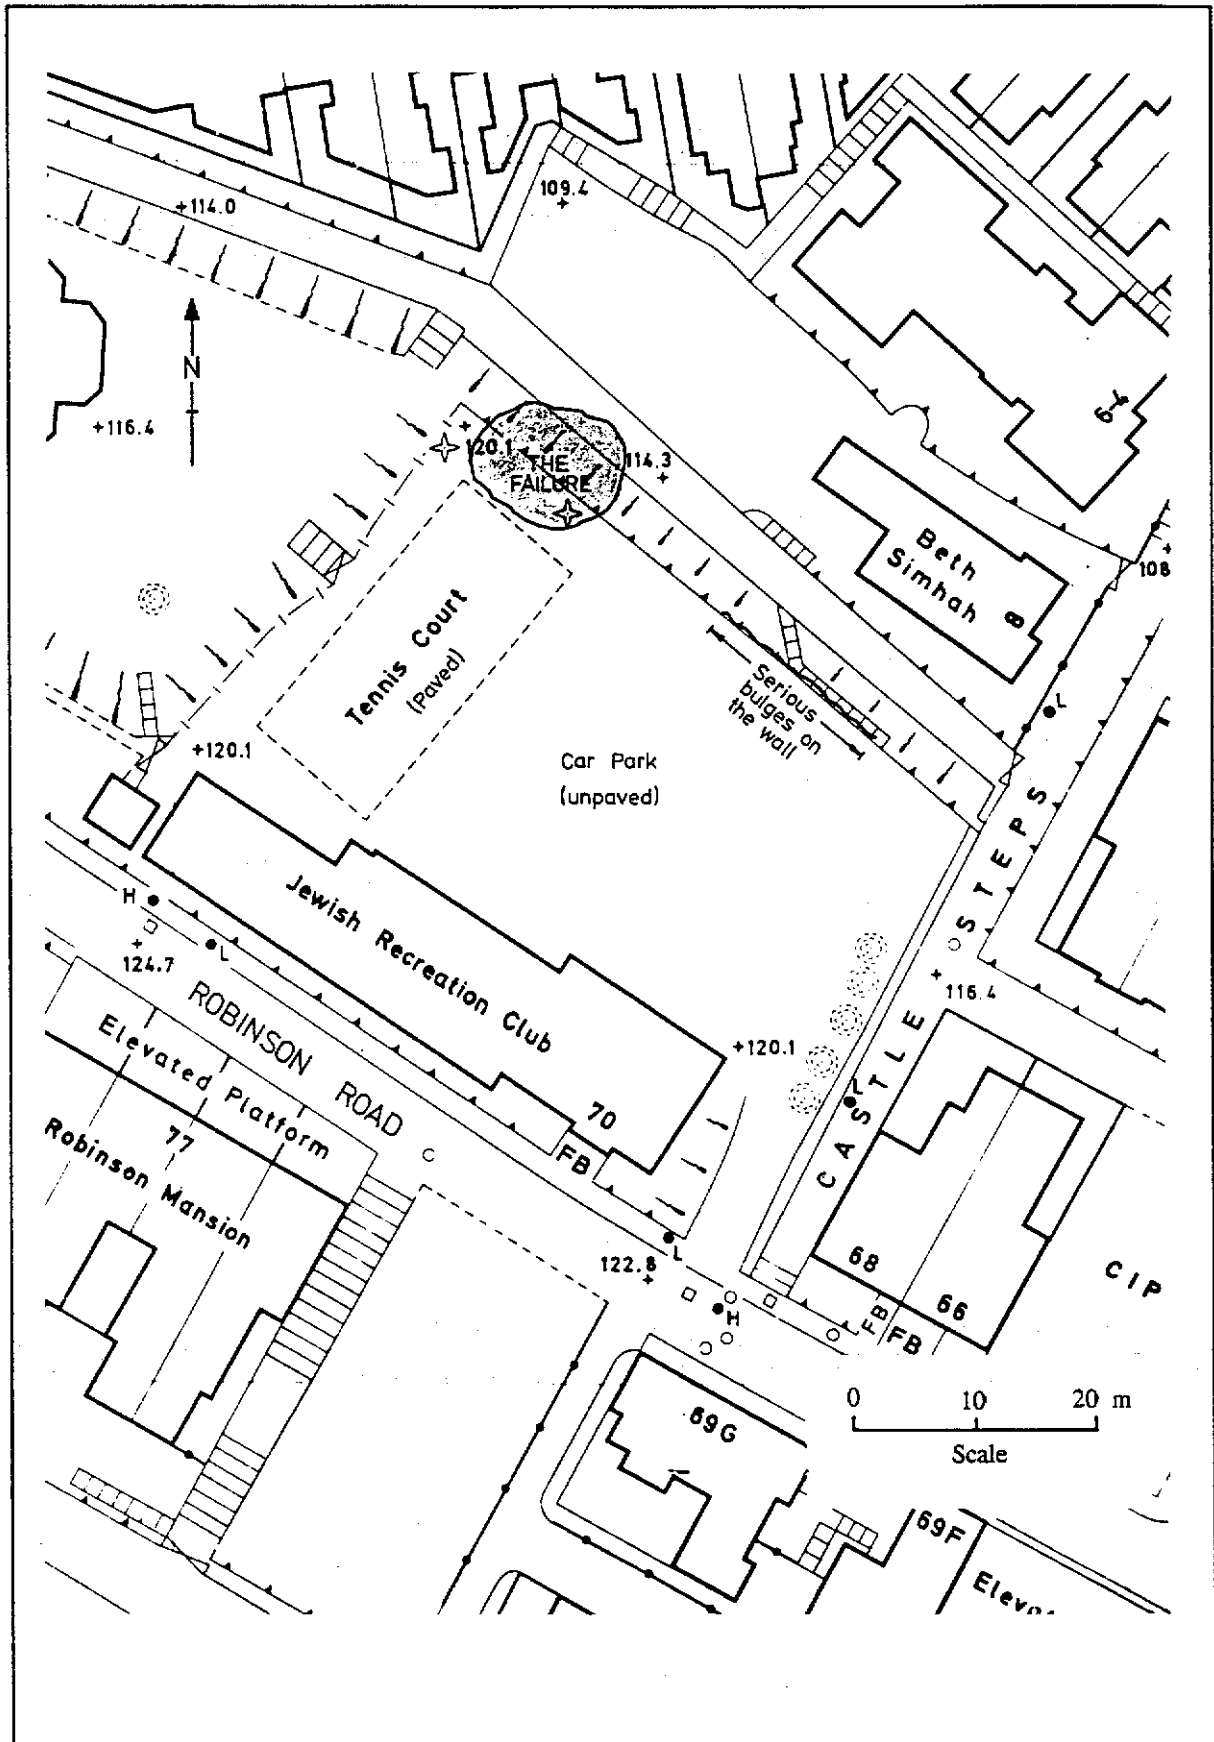 109.4
+114.0
N
+116.4
+120.1
THE
FAILURE
114.3
6-4
Beth
Simhah
8
108
Tennis Court
(Paved)
Serious
bulges on
the wall
+120.1
Car Park
(unpaved)
CASTLE STEPS
H
L
124.7
Jewish Recreation Club
116.4
ROBINSON ROAD
Elevated Platform
+120.1
77
Robinson Mansion
70
FB
L
122.8
H
68
66
FB
FB
CIP
0 10 20 m
Scale
69G
69F